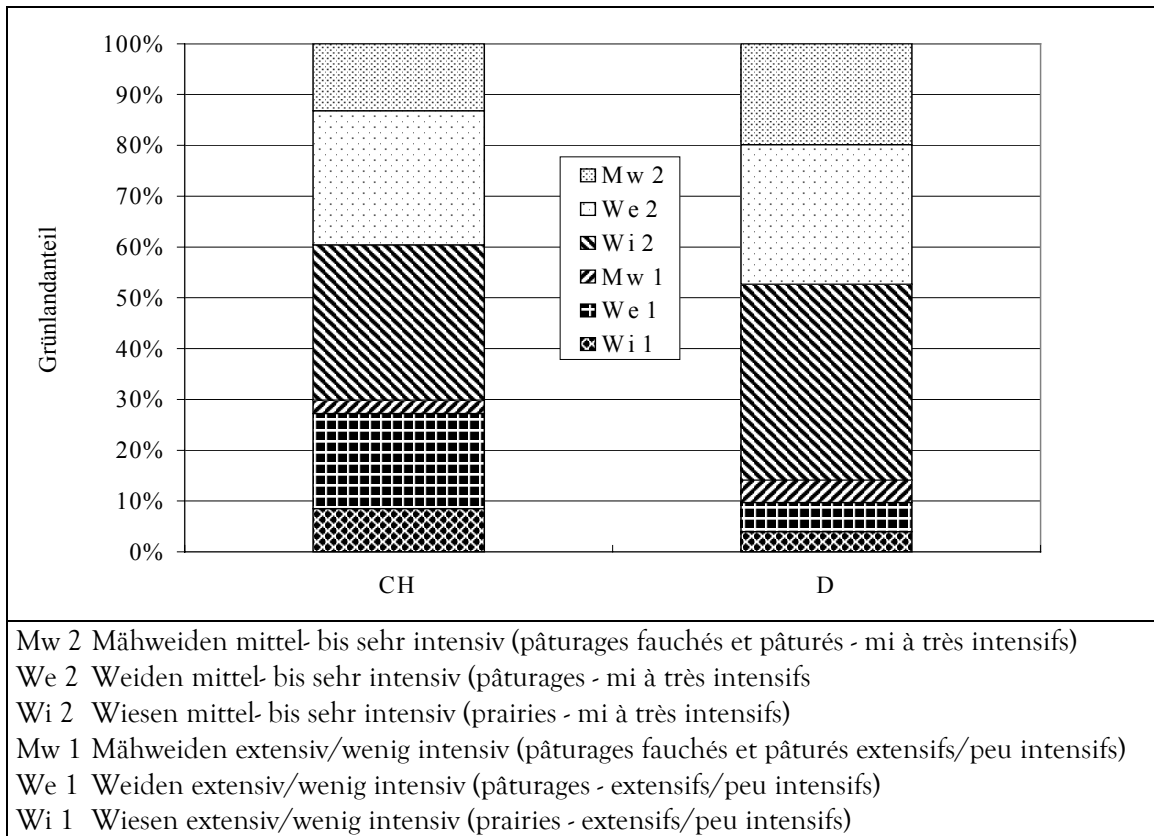 100%
90%
80%
70%
60%
50%
40%
30%
20%
10%
0%
Grünlandanteil
Mw 2
We 2
Wi 2
Mw 1
We 1
Wi 1
CH D
Mw 2 Mähweiden mittel- bis sehr intensiv (pâturages fauchés et pâturés - mi à très intensifs)
We 2 Weiden mittel- bis sehr intensiv (pâturages - mi à très intensifs
Wi 2 Wiesen mittel- bis sehr intensiv (prairies - mi à très intensifs)
Mw 1 Mähweiden extensiv/wenig intensiv (pâturages fauchés et pâturés extensifs/peu intensifs)
We 1 Weiden extensiv/wenig intensiv (pâturages - extensifs/peu intensifs)
Wi 1 Wiesen extensiv/wenig intensiv (prairies - extensifs/peu intensifs)